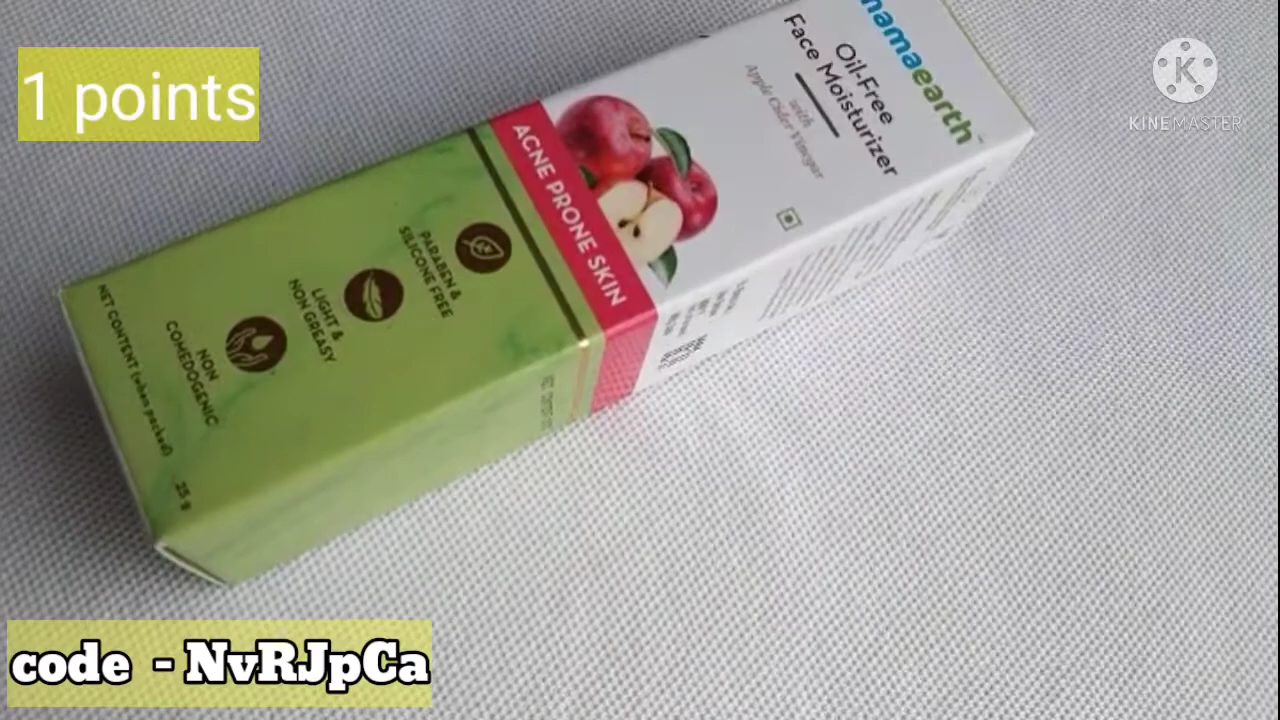 1 points
KINEMASTER
mamaearth
Oil-Free
Face Moisturizer
with
Apple Cider Vinegar
ACNE PRONE SKIN
PARABEN &
SILICONE FREE
LIGHT &
NON GREASY
NON
COMEDOGENIC
NET CONTENT (when packed) 25 g
code - NvRJpCa